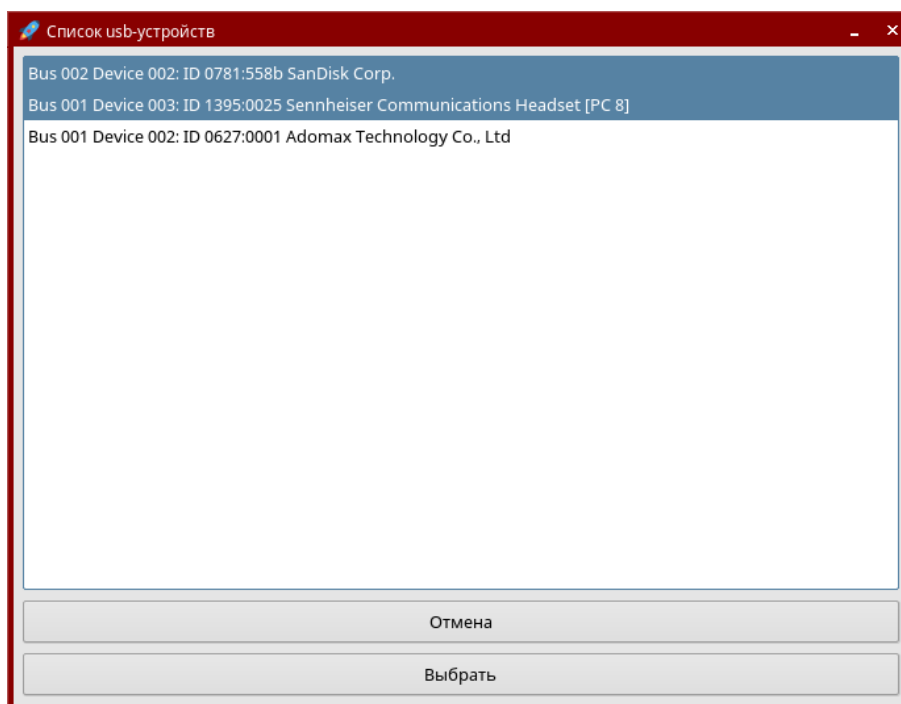 Список usb-устройств
Bus 002 Device 002: ID 0781:558b SanDisk Corp.
Bus 001 Device 003: ID 1395:0025 Sennheiser Communications Headset [PC 8]
Bus 001 Device 002: ID 0627:0001 Adomax Technology Co., Ltd
Отмена
Выбрать